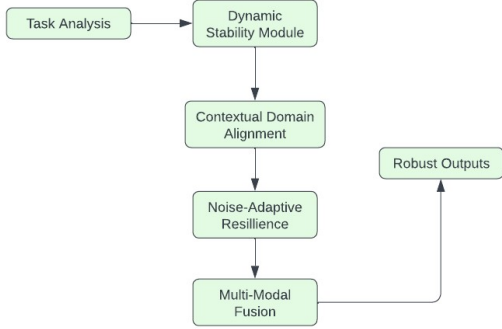 Task Analysis
Dynamic
Stability Module
Contextual Domain
Alignment
Robust Outputs
Noise-Adaptive
Resillience
Multi-Modal
Fusion